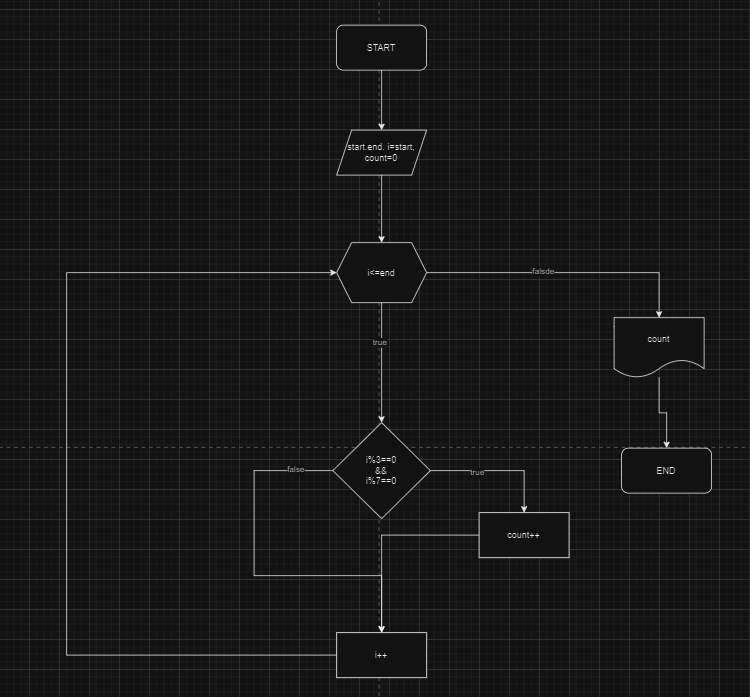 START
start.end. i=start,
count=0
i<=end
falsde
count
true
i%3==0
&&
i%7==0
false
true
END
count++
i++